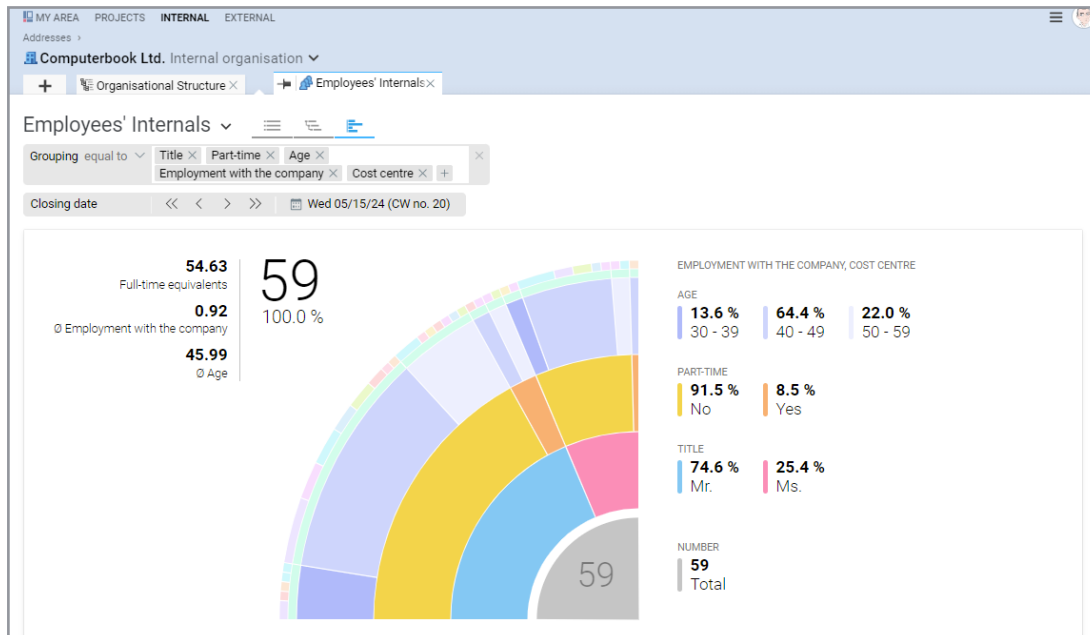 MY AREA PROJECTS INTERNAL EXTERNAL
Addresses ›
Computerbook Ltd. Internal organisation
+ Organisational Structure × Employees' Internals ×
Employees' Internals
Grouping equal to Title × Part-time × Age × ×
Employment with the company × Cost centre × +
Closing date << < > >> Wed 05/15/24 (CW no. 20)
54.63
Full-time equivalents
0.92
Ø Employment with the company
45.99
Ø Age
59
100.0 %
EMPLOYMENT WITH THE COMPANY, COST CENTRE
AGE
13.6 % 64.4 % 22.0 %
30 - 39 40 - 49 50 - 59
PART-TIME
91.5 % 8.5 %
No Yes
TITLE
74.6 % 25.4 %
Mr. Ms.
NUMBER
59
Total
59